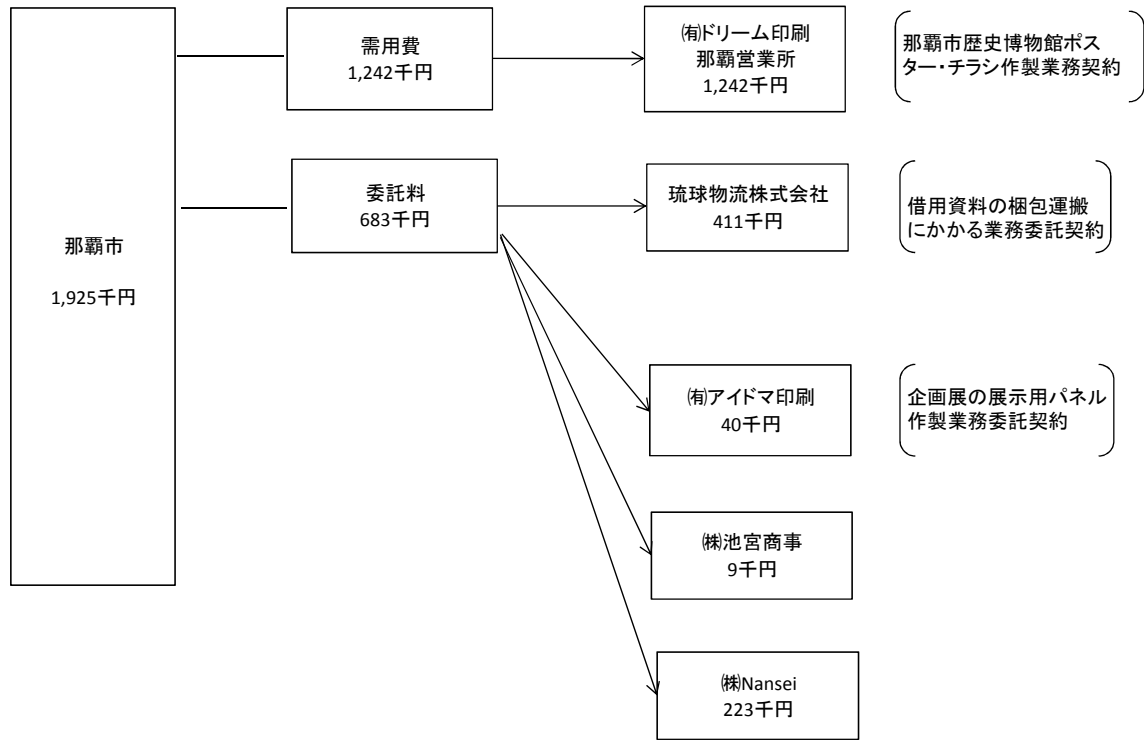 那覇市
1,925千円
需用費
1,242千円
㈲ドリーム印刷
那覇営業所
1,242千円
那覇市歴史博物館ポス
ター・チラシ作製業務契約
委託料
683千円
琉球物流株式会社
411千円
借用資料の梱包運搬
にかかる業務委託契約
㈲アイドマ印刷
40千円
企画展の展示用パネル
作製業務委託契約
㈱池宮商事
9千円
㈱Nansei
223千円